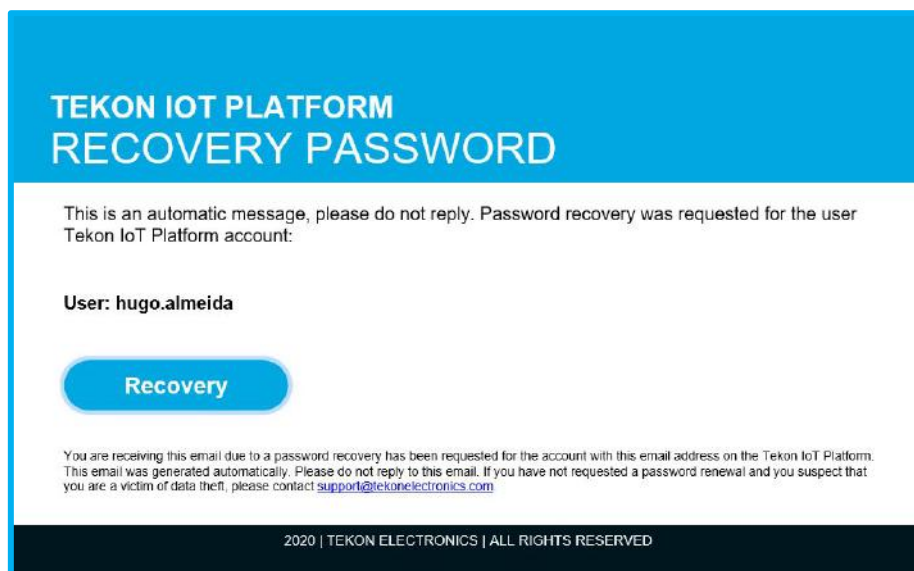 TEKON IOT PLATFORM
RECOVERY PASSWORD
This is an automatic message, please do not reply. Password recovery was requested for the user
Tekon IoT Platform account:
User: hugo.almeida
Recovery
You are receiving this email due to a password recovery has been requested for the account with this email address on the Tekon IoT Platform.
This email was generated automatically. Please do not reply to this email. If you have not requested a password renewal and you suspect that
you are a victim of data theft, please contact support@tekonelectronics.com
2020 | TEKON ELECTRONICS | ALL RIGHTS RESERVED